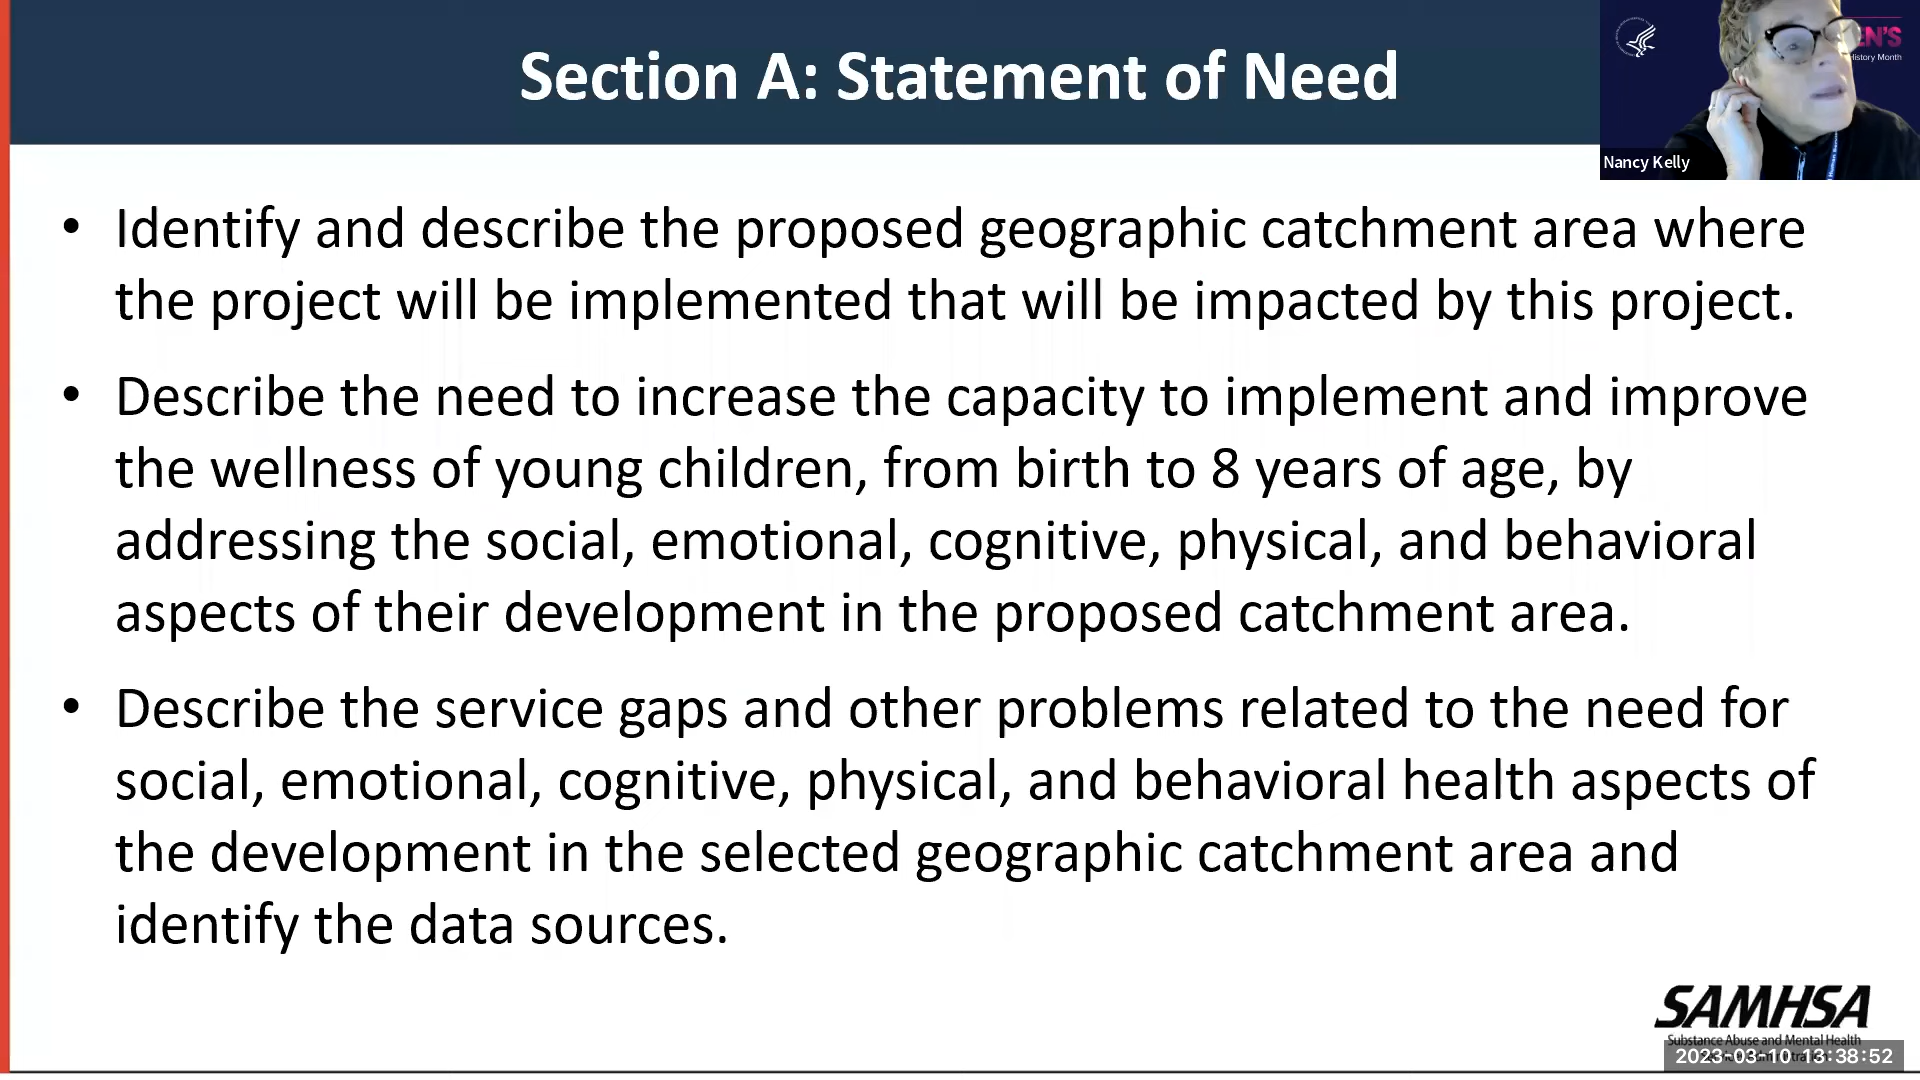 Section A: Statement of Need
EN'S
History Month
Nancy Kelly
• Identify and describe the proposed geographic catchment area where
the project will be implemented that will be impacted by this project.
• Describe the need to increase the capacity to implement and improve
the wellness of young children, from birth to 8 years of age, by
addressing the social, emotional, cognitive, physical, and behavioral
aspects of their development in the proposed catchment area.
• Describe the service gaps and other problems related to the need for
social, emotional, cognitive, physical, and behavioral health aspects of
the development in the selected geographic catchment area and
identify the data sources.
SAMHSA
Substance Abuse and Mental Health
2023-03-10 13:38:52